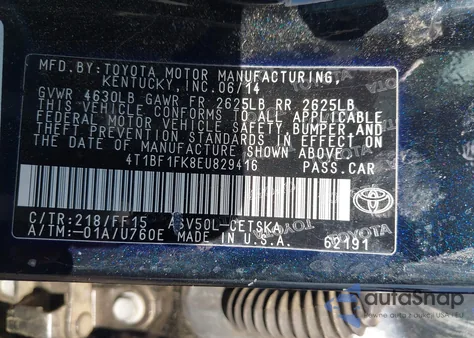 MFD.BY:TOYOTA MOTOR MANUFACTURING,
KENTUCKY, INC.06/14
GVWR 4630LB GAWR FR 2625LB RR 2625LB
THIS VEHICLE CONFORMS TO ALL APPLICABLE
FEDERAL MOTOR VEHICLE SAFETY, BUMPER, AND
THEFT PREVENTION STANDARDS IN EFFECT ON
THE DATE OF MANUFACTURE SHOWN ABOVE.
4T1BF1FK8EU829416 PASS.CAR
TOYOTA
C/TR:218/FF15 ASV50L-CETSKA
A/TM:-01A/U760E MADE IN U.S.A. 62191
autoSnap